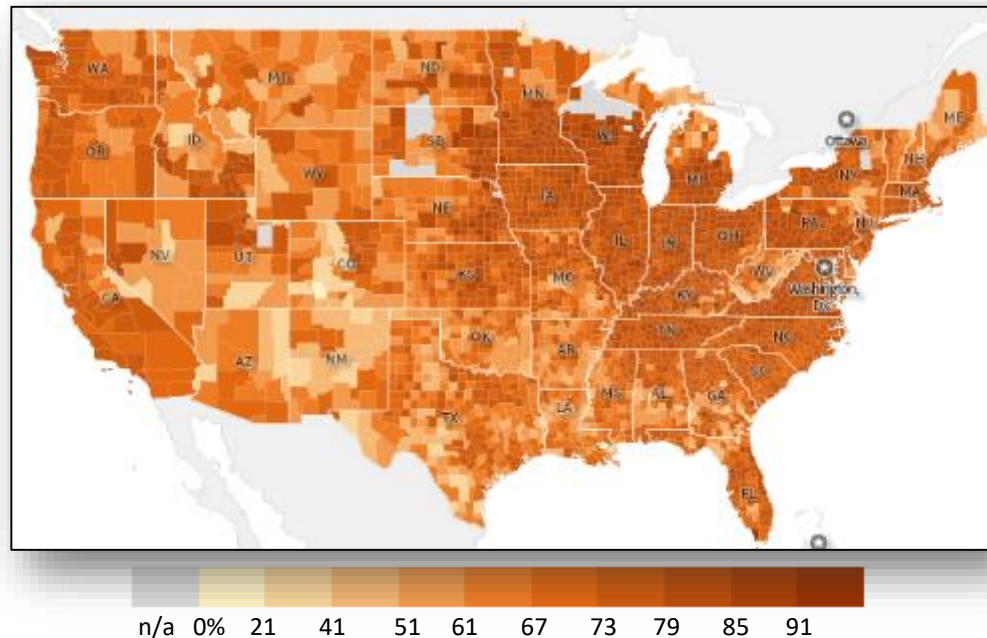 WA
MT
ND
MN
OR
ID
WY
SD
WI
MI
Ottawa
ME
NH
NY
MA
NV
UT
CO
NE
IA
IL
IN
OH
PA
NJ
CA
KS
MO
KY
WV
Washington,
D.C.
AZ
NM
OK
AR
TN
NC
SC
TX
LA
MS
AL
GA
FL
n/a 0% 21 41 51 61 67 73 79 85 91